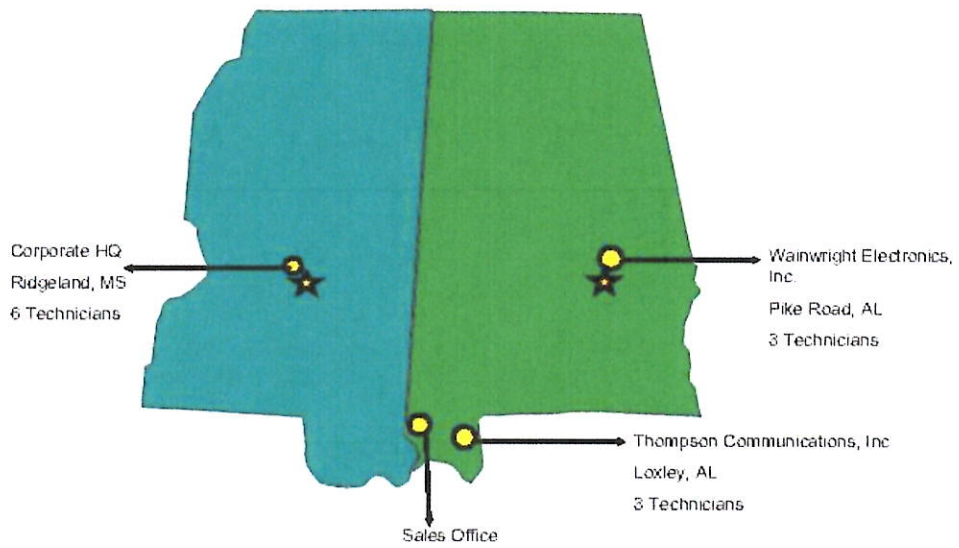 Corporate HQ
Ridgeland, MS
6 Technicians
Wainwright Electronics,
Inc.
Pike Road, AL
3 Technicians
Thompson Communications, Inc
Loxley, AL
3 Technicians
Sales Office